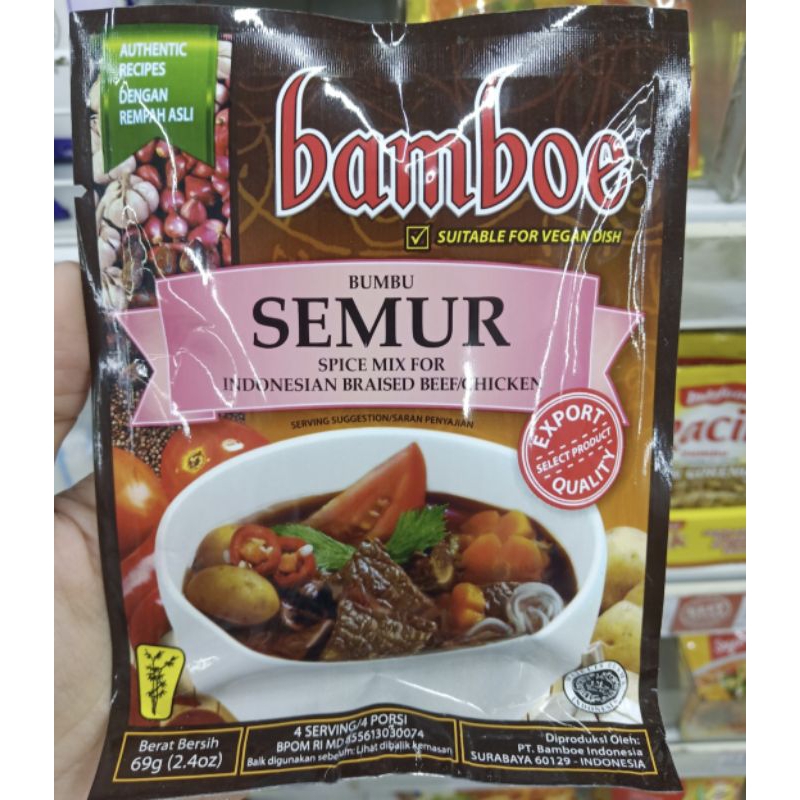 AUTHENTIC
RECIPES
DENGAN
REMPAH ASLI
bamboe
SUITABLE FOR VEGAN DISH
BUMBU
SEMUR
SPICE MIX FOR
INDONESIAN BRAISED BEEF/CHICKEN
SERVING SUGGESTION/SARAN PENYAJIAN
EXPORT
SELECT PRODUCT
QUALITY
Berat Bersih
69g (2.4oz)
4 SERVING/4 PORSI
BPOM RI MD 455613030074
Baik digunakan sebelum: Lihat dibalik kemasan
Diproduksi Oleh:
PT. Bamboe Indonesia
SURABAYA 60129 - INDONESIA